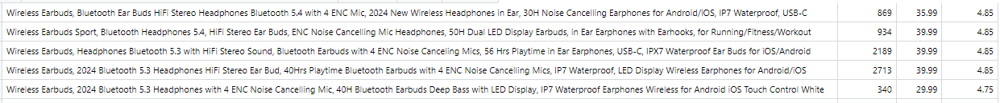 Wireless Earbuds, Bluetooth Ear Buds HiFi Stereo Headphones Bluetooth 5.4 with 4 ENC Mic, 2024 New Wireless Headphones in Ear, 30H Noise Cancelling Earphones for Android/iOS, IP7 Waterproof, USB-C 869 35.99 4.85
Wireless Earbuds Sport, Bluetooth Headphones 5.4, HiFi Stereo Ear Buds, ENC Noise Cancelling Mic Headphones, 50H Dual LED Display Earbuds, in Ear Earphones with Earhooks, for Running/Fitness/Workout 934 39.99 4.85
Wireless Earbuds, Headphones Bluetooth 5.3 with HiFi Stereo Sound, Bluetooth Earbuds with 4 ENC Noise Canceling Mics, 56 Hrs Playtime in Ear Earphones, USB-C, IPX7 Waterproof Ear Buds for iOS/Android 2189 39.99 4.85
Wireless Earbuds, 2024 Bluetooth 5.3 Headphones HiFi Stereo Ear Bud, 40Hrs Playtime Bluetooth Earbuds with 4 ENC Noise Cancelling Mics, IP7 Waterproof, LED Display Wireless Earphones for Android/iOS 2713 39.99 4.85
Wireless Earbuds, 2024 Bluetooth 5.3 Headphones with 4 ENC Noise Cancelling Mic, 40H Bluetooth Earbuds Deep Bass with LED Display, IP7 Waterproof Earphones Wireless for Android iOS Touch Control White 340 29.99 4.75